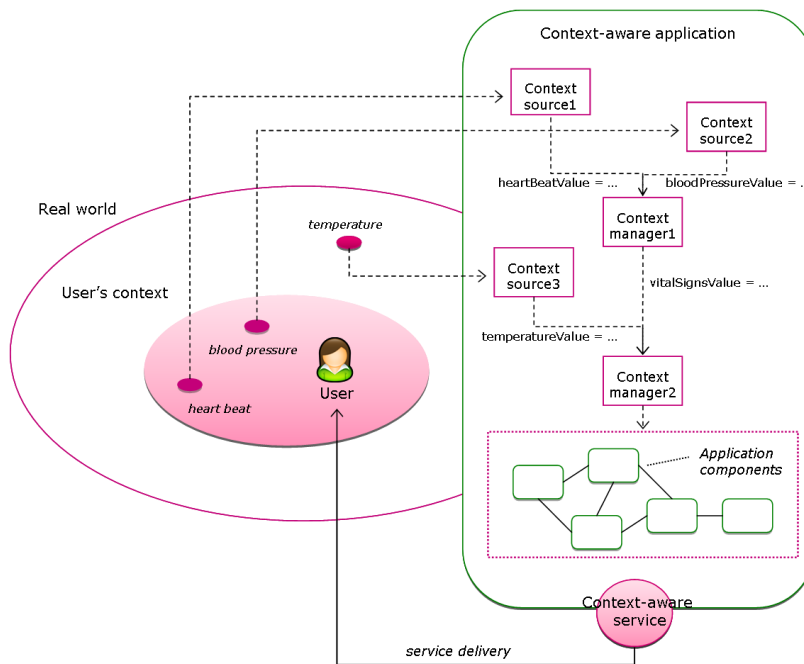 Context-aware application
Context
source1
Context
source2
heartBeatValue = ...
bloodPressureValue = ..
Real world
temperature
Context
manager1
User's context
Context
source3
vitalSignsValue = ...
blood pressure
temperatureValue = ...
User
heart beat
Context
manager2
Application
components
Context-aware
service
service delivery